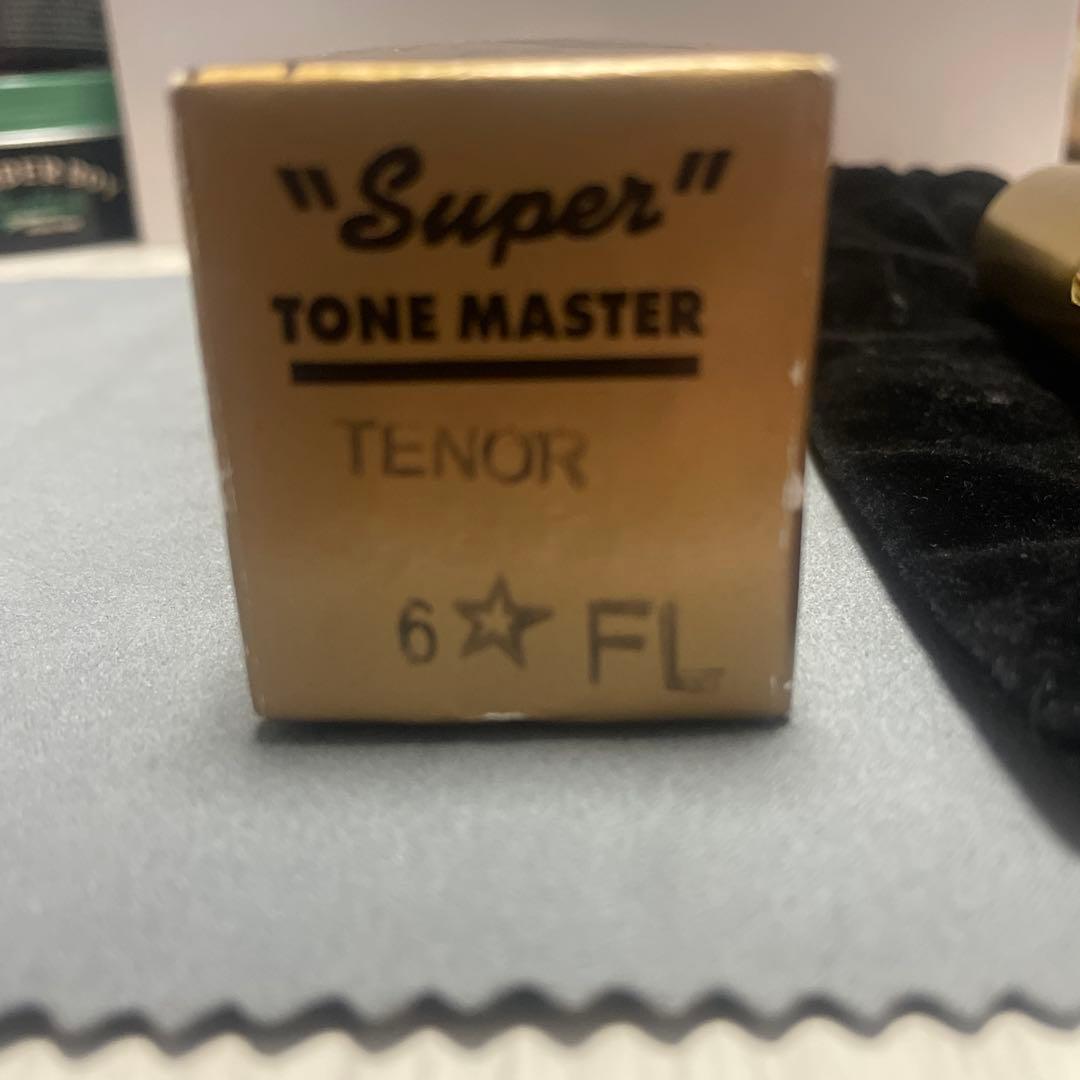 "Super"
TONE MASTER
TENOR
6☆ FL